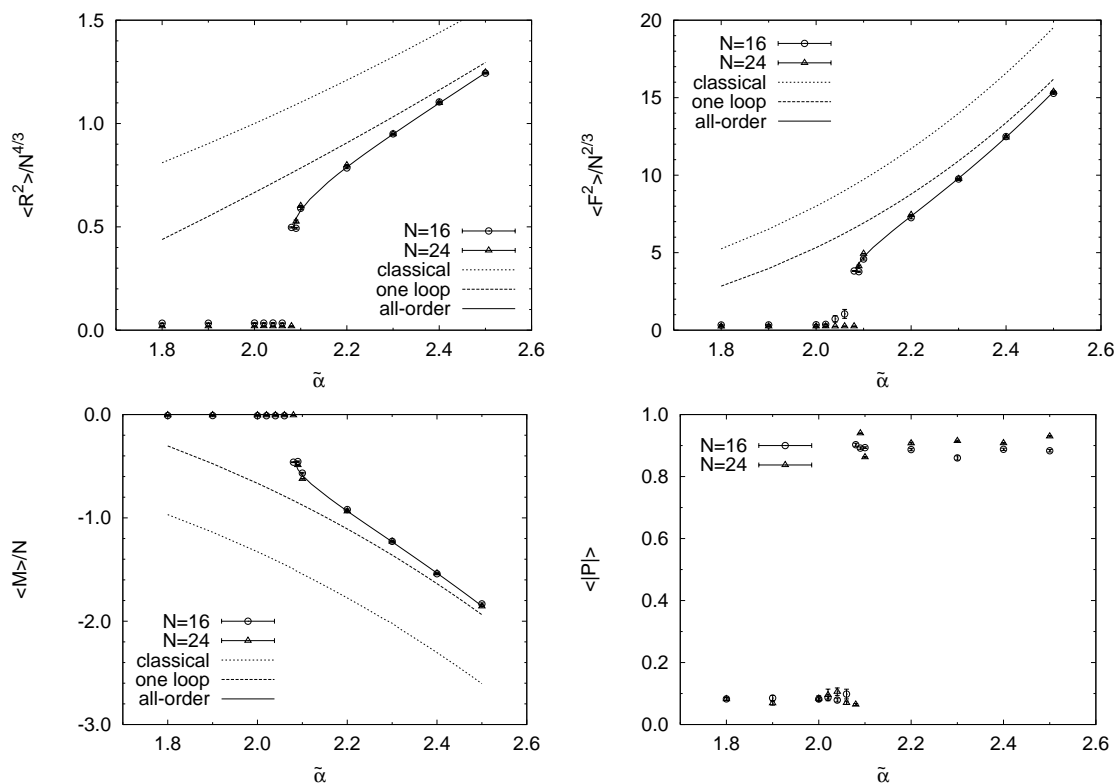 1.5
1.0
0.5
0.0
1.8 2.0 2.2 2.4 2.6
<R²>/N^{4/3}
α̃
N=16
N=24
classical
one loop
all-order
20
15
10
5
0
1.8 2.0 2.2 2.4 2.6
<F²>/N^{2/3}
α̃
N=16
N=24
classical
one loop
all-order
0.0
-1.0
-2.0
-3.0
1.8 2.0 2.2 2.4 2.6
<M>/N
α̃
N=16
N=24
classical
one loop
all-order
1.0
0.8
0.6
0.4
0.2
0.0
1.8 2.0 2.2 2.4 2.6
<|P|>
α̃
N=16
N=24